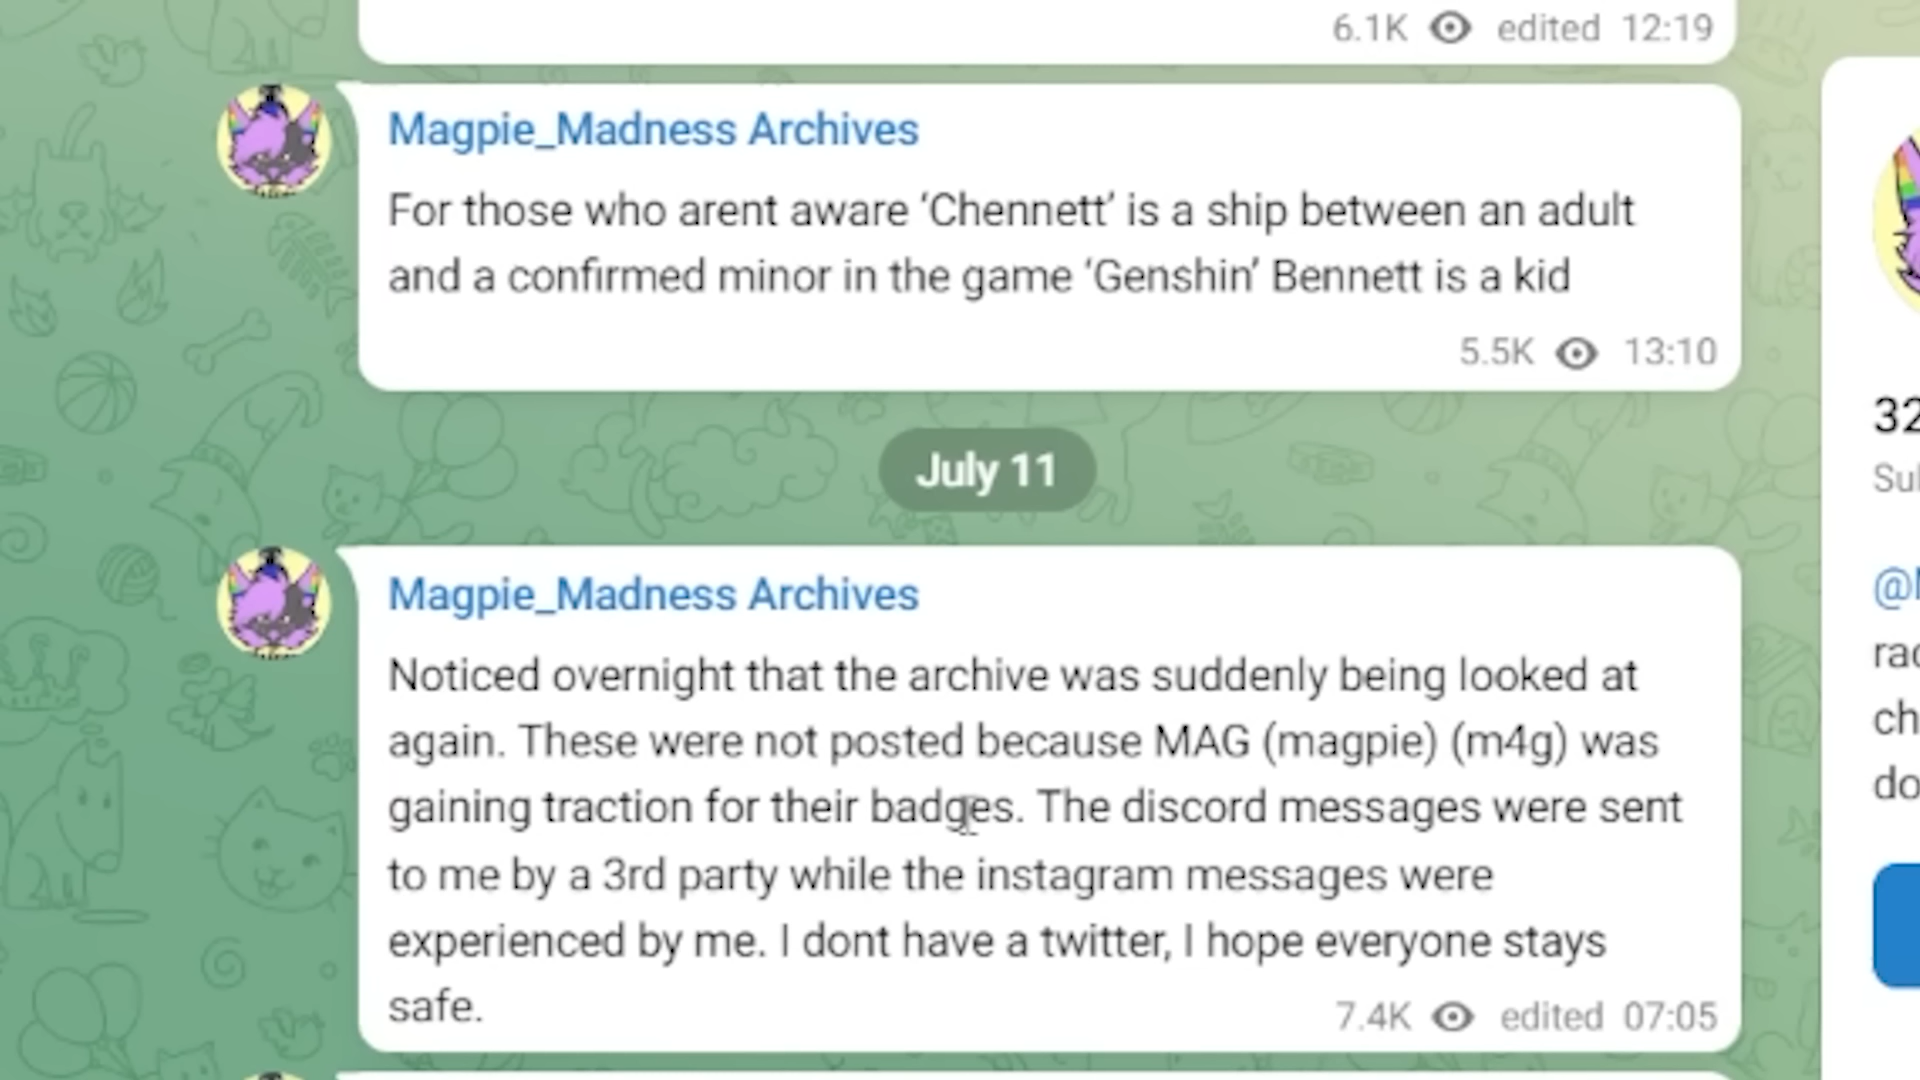 6.1K edited 12:19
Magpie_Madness Archives
For those who arent aware ‘Chennett’ is a ship between an adult
and a confirmed minor in the game ‘Genshin’ Bennett is a kid
5.5K 13:10
July 11
Magpie_Madness Archives
Noticed overnight that the archive was suddenly being looked at
again. These were not posted because MAG (magpie) (m4g) was
gaining traction for their badges. The discord messages were sent
to me by a 3rd party while the instagram messages were
experienced by me. I dont have a twitter, I hope everyone stays
safe.
7.4K edited 07:05
32